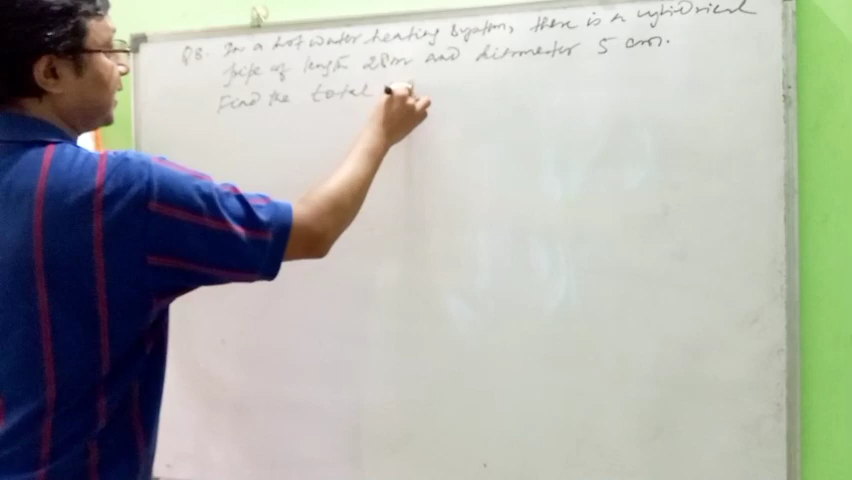 Q8. In a hot water heating system, there is a cylindrical
pipe of length 28m and diameter 5 cm.
Find the total